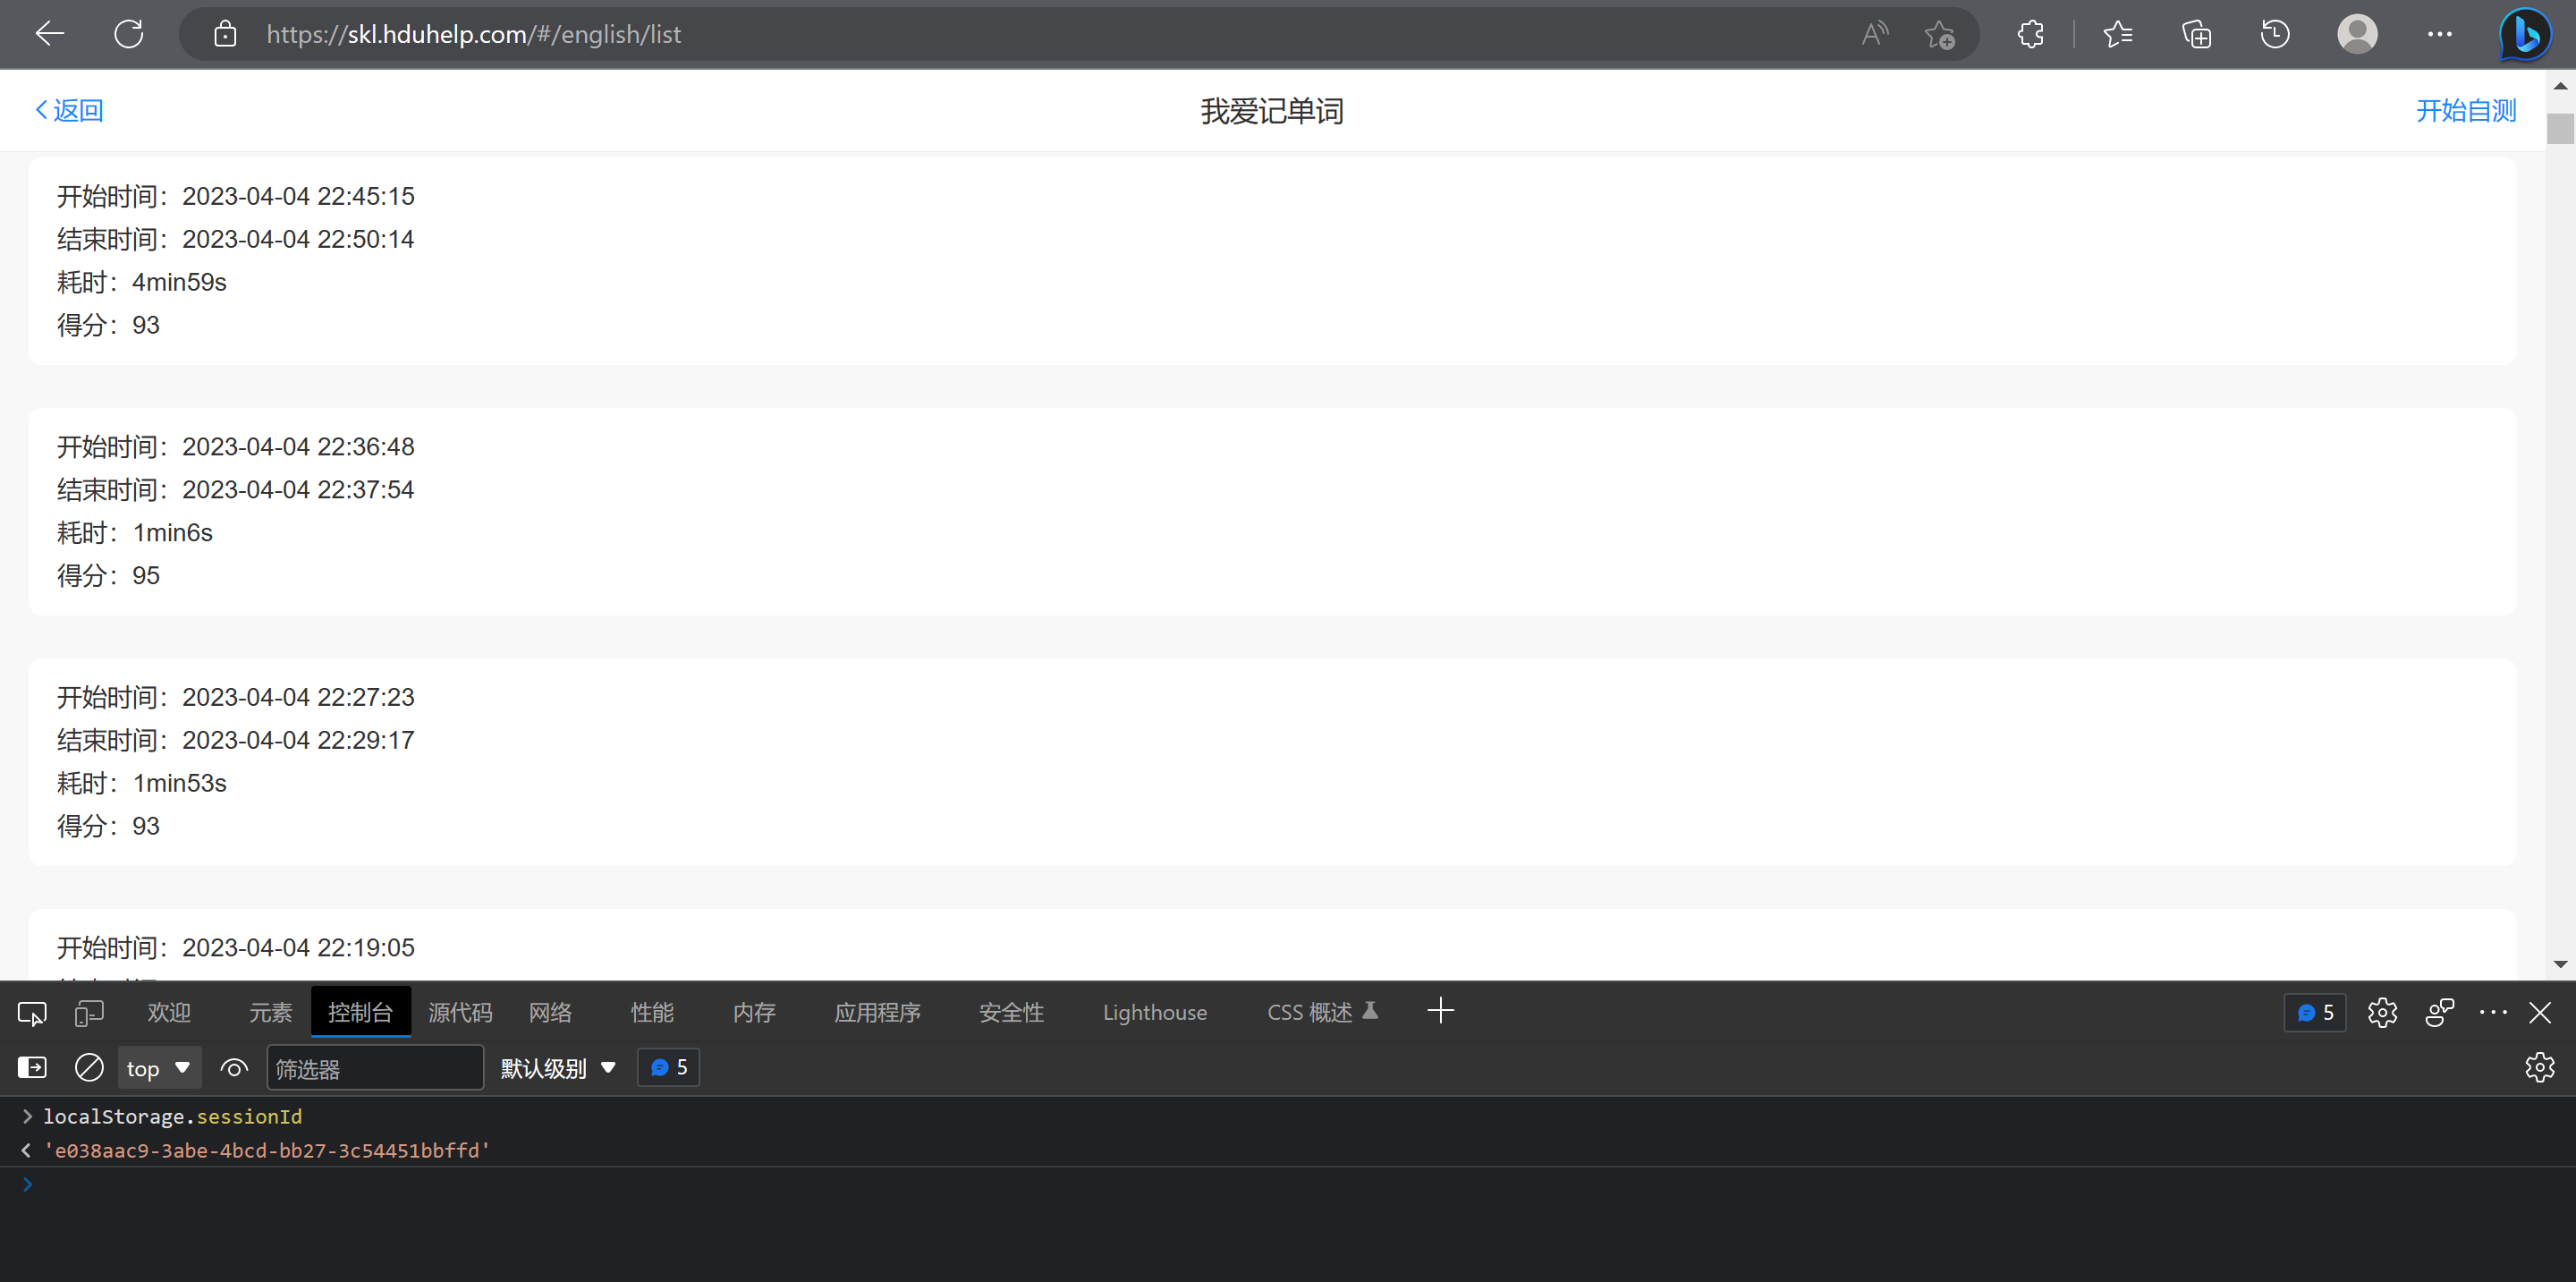 https://skl.hduhelp.com/#/english/list
返回
我爱记单词
开始自测
开始时间：2023-04-04 22:45:15
结束时间：2023-04-04 22:50:14
耗时：4min59s
得分：93
开始时间：2023-04-04 22:36:48
结束时间：2023-04-04 22:37:54
耗时：1min6s
得分：95
开始时间：2023-04-04 22:27:23
结束时间：2023-04-04 22:29:17
耗时：1min53s
得分：93
开始时间：2023-04-04 22:19:05
欢迎 元素 控制台 源代码 网络 性能 内存 应用程序 安全性 Lighthouse CSS 概述 5
top 筛选器 默认级别 5
localStorage.sessionId
'e038aac9-3abe-4bcd-bb27-3c54451bbffd'